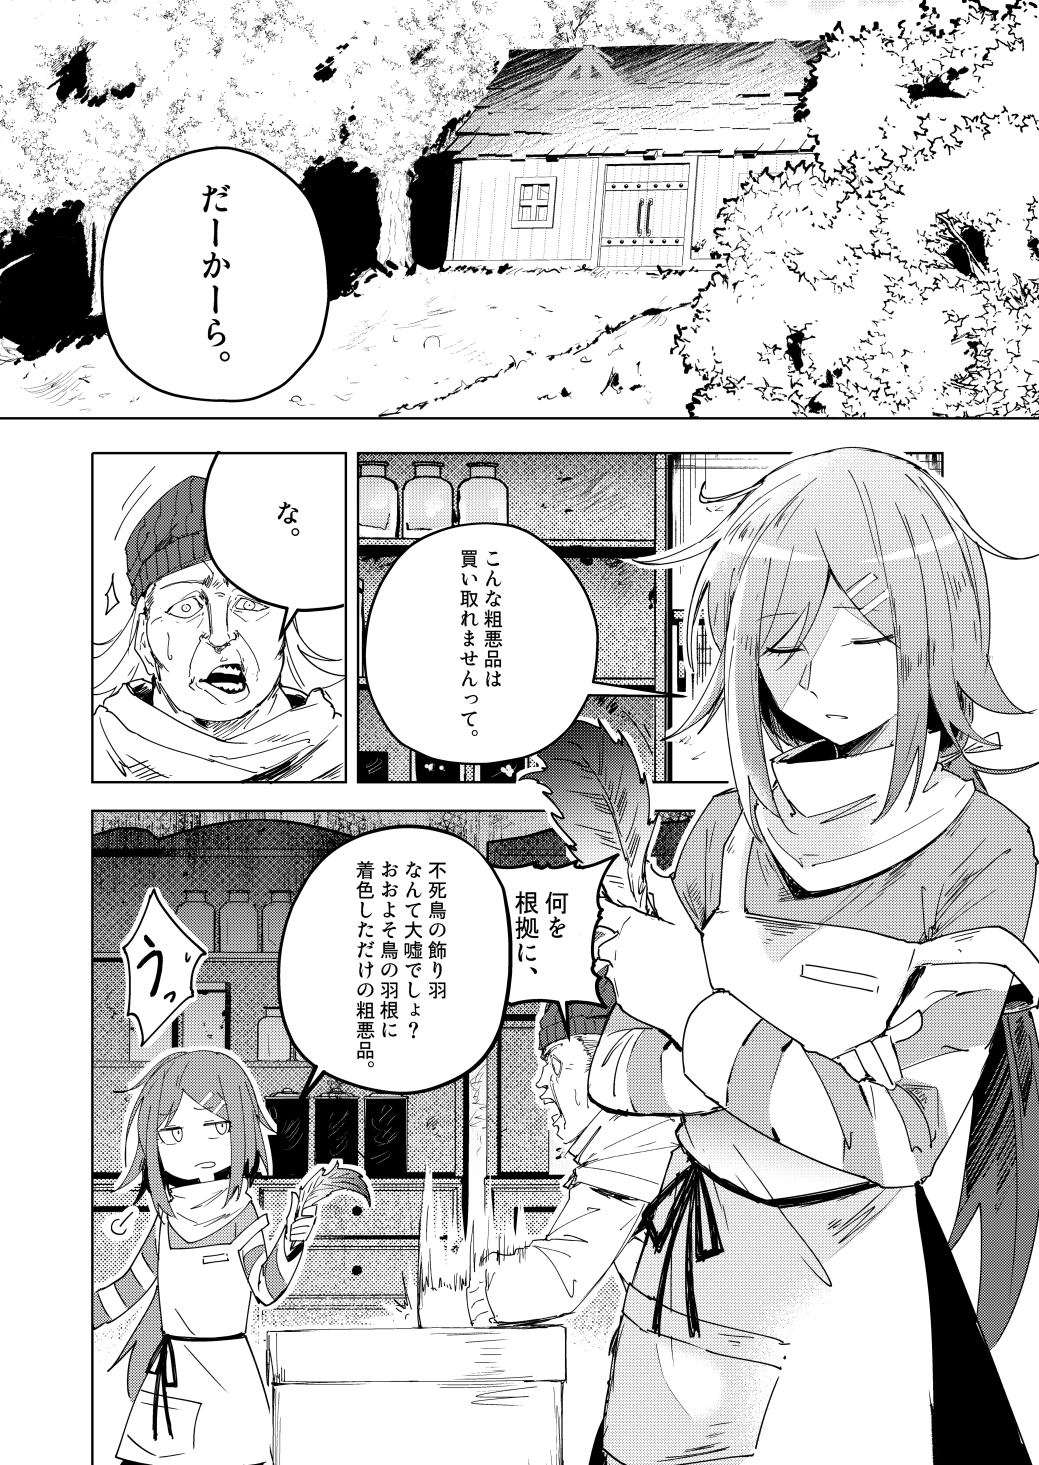 だーかーら。
こんな粗悪品は
買い取れませんって。
な。
何を
根拠に、
不死鳥の飾り羽
なんて大嘘でしょ？
おおよそ鳥の羽根に
着色しただけの粗悪品。
うっ